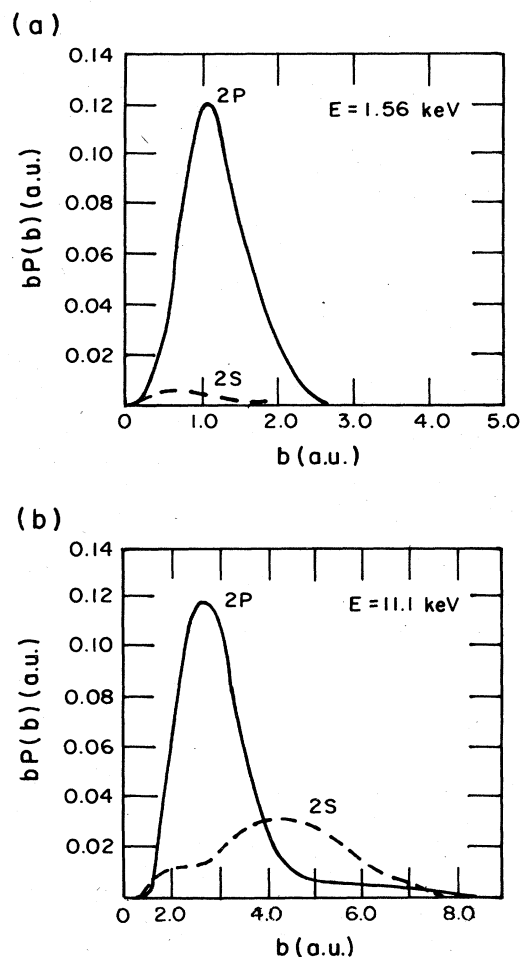 (a)
0.14
0.12
0.10
0.08
0.06
0.04
0.02
bP(b) (a.u.)
2P
E = 1.56 keV
2S
0 1.0 2.0 3.0 4.0 5.0
b (a.u.)
(b)
0.14
0.12
0.10
0.08
0.06
0.04
0.02
bP(b) (a.u.)
2P
E = 11.1 keV
2S
0 2.0 4.0 6.0 8.0
b (a.u.)